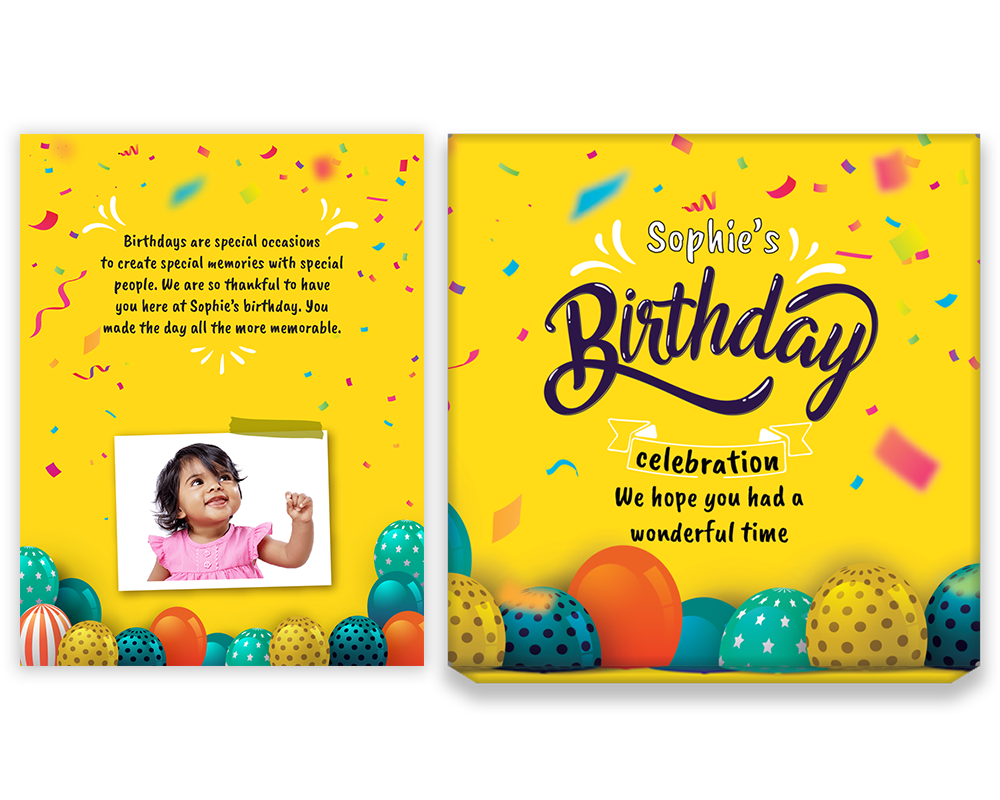 Birthdays are special occasions
to create special memories with special
people. We are so thankful to have
you here at Sophie's birthday. You
made the day all the more memorable.
Sophie's
Birthday
celebration
We hope you had a
wonderful time